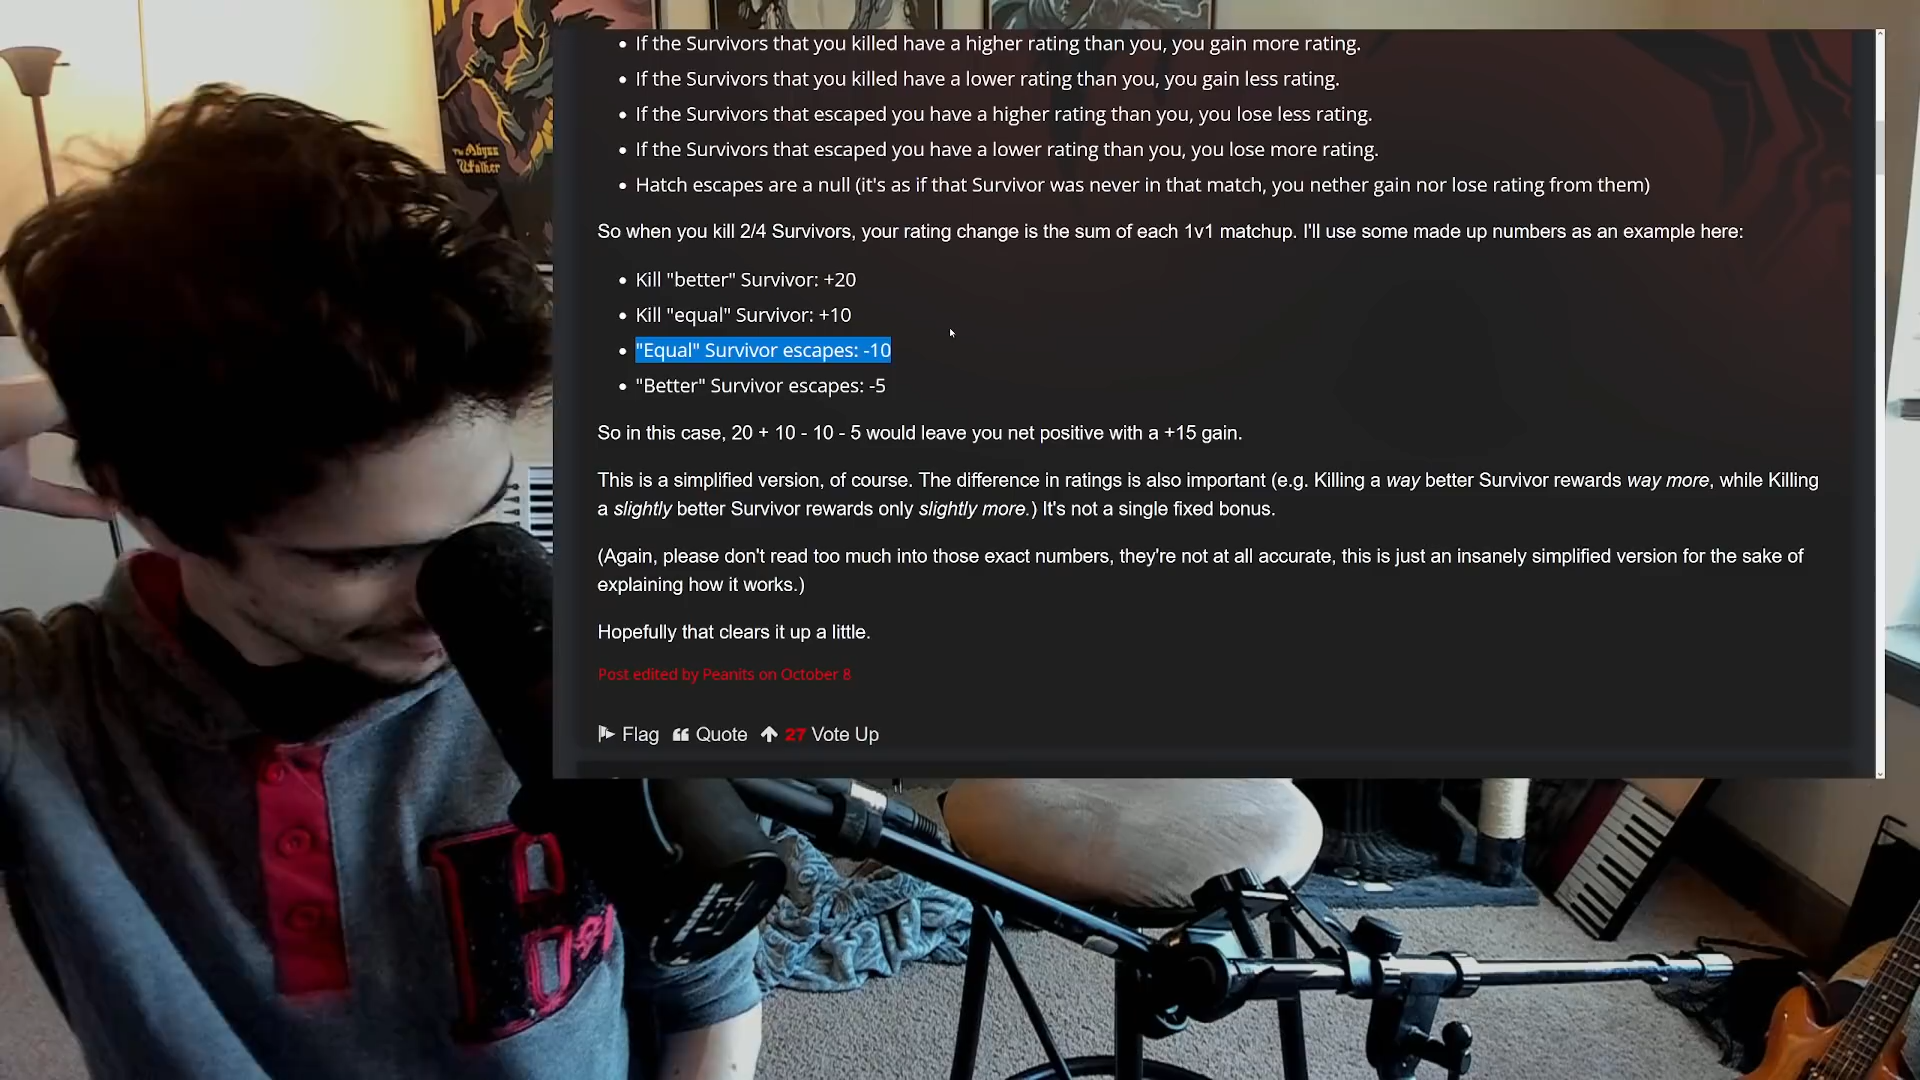 The Abyss
Walker
If the Survivors that you killed have a higher rating than you, you gain more rating.
If the Survivors that you killed have a lower rating than you, you gain less rating.
If the Survivors that escaped you have a higher rating than you, you lose less rating.
If the Survivors that escaped you have a lower rating than you, you lose more rating.
Hatch escapes are a null (it's as if that Survivor was never in that match, you nether gain nor lose rating from them)
So when you kill 2/4 Survivors, your rating change is the sum of each 1v1 matchup. I'll use some made up numbers as an example here:
Kill "better" Survivor: +20
Kill "equal" Survivor: +10
"Equal" Survivor escapes: -10
"Better" Survivor escapes: -5
So in this case, 20 + 10 - 10 - 5 would leave you net positive with a +15 gain.
This is a simplified version, of course. The difference in ratings is also important (e.g. Killing a way better Survivor rewards way more, while Killing
a slightly better Survivor rewards only slightly more.) It's not a single fixed bonus.
(Again, please don't read too much into those exact numbers, they're not at all accurate, this is just an insanely simplified version for the sake of
explaining how it works.)
Hopefully that clears it up a little.
Post edited by Peanits on October 8
Flag Quote 27 Vote Up